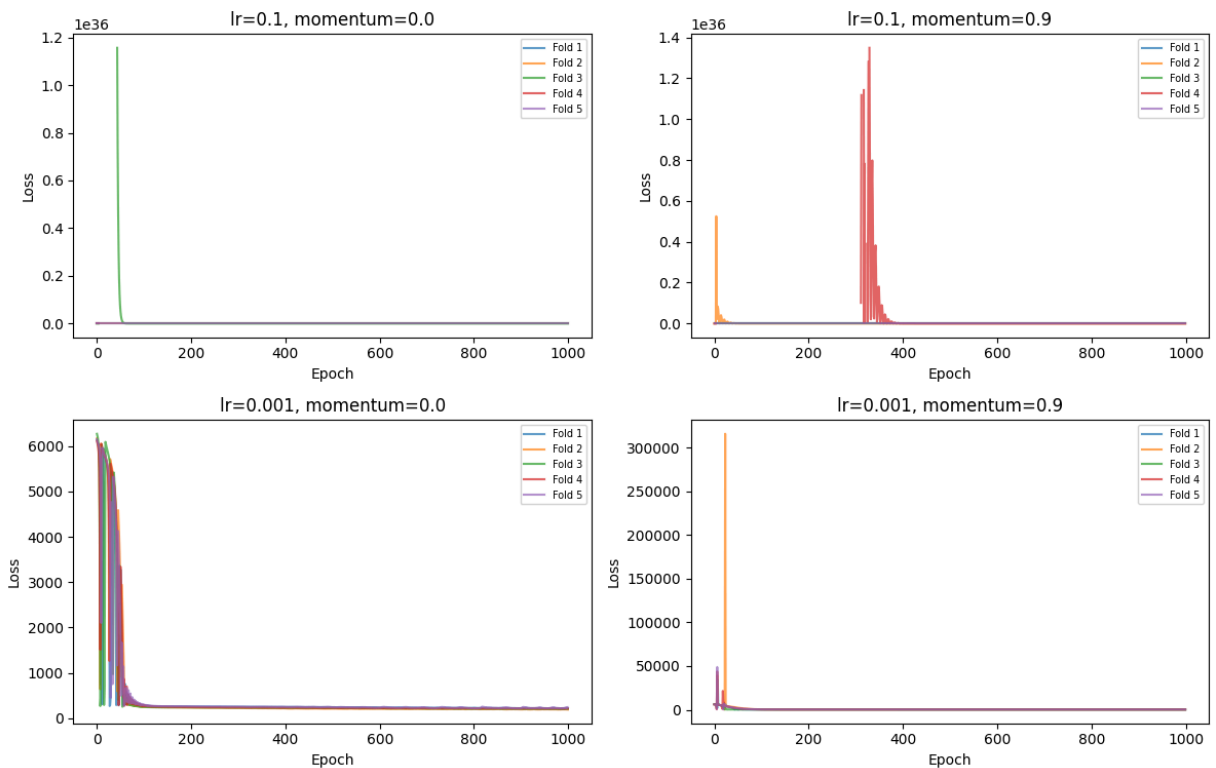 lr=0.1, momentum=0.0
1e36
1.2
1.0
0.8
0.6
0.4
0.2
0.0
Loss
0 200 400 600 800 1000
Epoch
Fold 1
Fold 2
Fold 3
Fold 4
Fold 5
lr=0.1, momentum=0.9
1e36
1.4
1.2
1.0
0.8
0.6
0.4
0.2
0.0
Loss
0 200 400 600 800 1000
Epoch
Fold 1
Fold 2
Fold 3
Fold 4
Fold 5
lr=0.001, momentum=0.0
6000
5000
4000
3000
2000
1000
0
Loss
0 200 400 600 800 1000
Epoch
Fold 1
Fold 2
Fold 3
Fold 4
Fold 5
lr=0.001, momentum=0.9
300000
250000
200000
150000
100000
50000
0
Loss
0 200 400 600 800 1000
Epoch
Fold 1
Fold 2
Fold 3
Fold 4
Fold 5